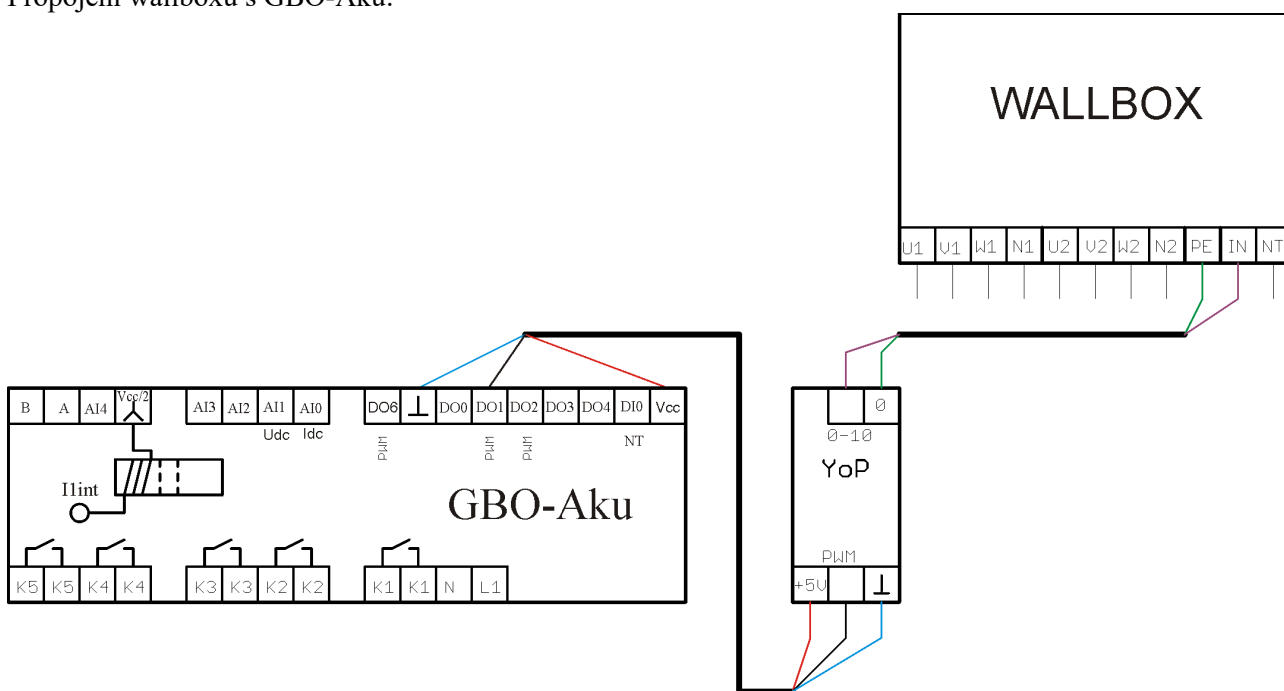 Propojení wallboxu s GBO-Aku.
WALLBOX
U1 V1 W1 N1 U2 V2 W2 N2 PE IN NT
B A AI4 Vcc/2 AI3 AI2 AI1 AI0 DO6 ⊥ DO0 DO1 DO2 DO3 DO4 DI0 Vcc
Udc Idc PWM PWM PWM NT
I1int
GBO-Aku
K5 K5 K4 K4 K3 K3 K2 K2 K1 K1 N L1
0
0-10
YoP
PWM
+5V ⊥